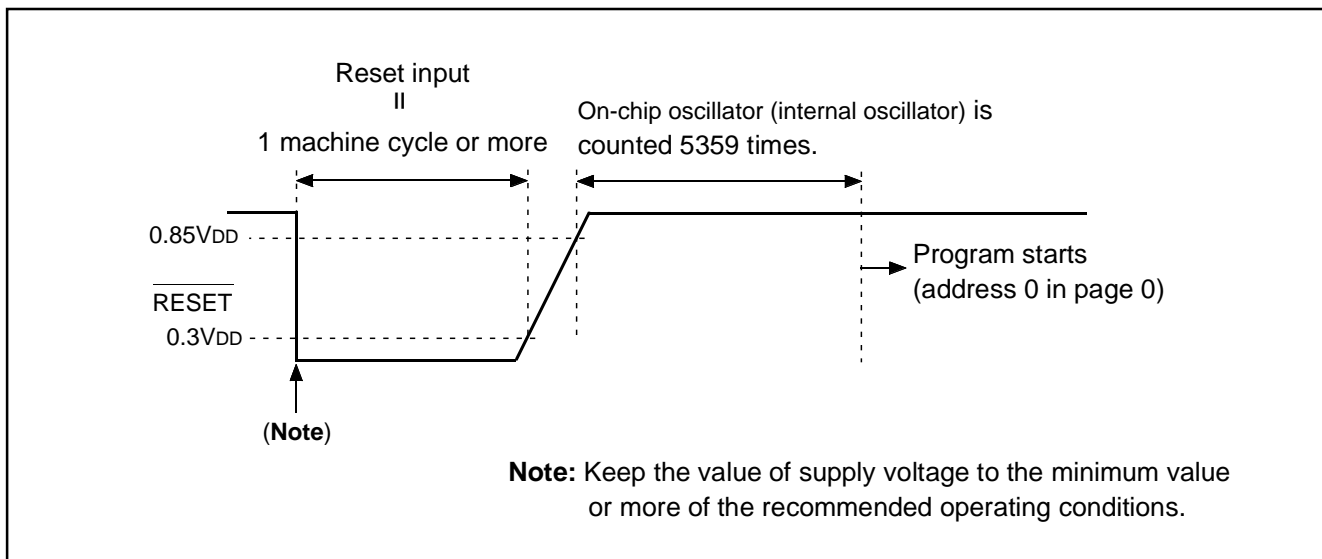 Reset input
=
1 machine cycle or more
On-chip oscillator (internal oscillator) is
counted 5359 times.
0.85VDD
RESET
0.3VDD
Program starts
(address 0 in page 0)
(Note)
Note: Keep the value of supply voltage to the minimum value
or more of the recommended operating conditions.